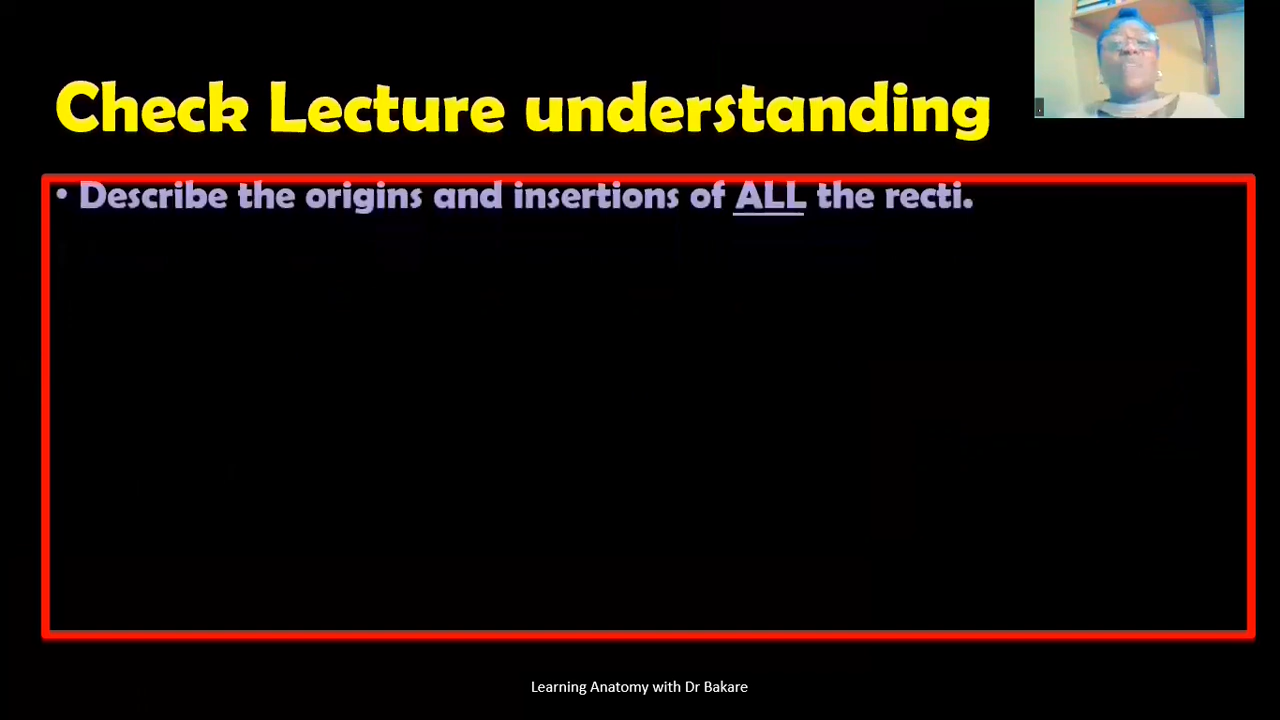 Check Lecture understanding
• Describe the origins and insertions of ALL the recti.
Learning Anatomy with Dr Bakare